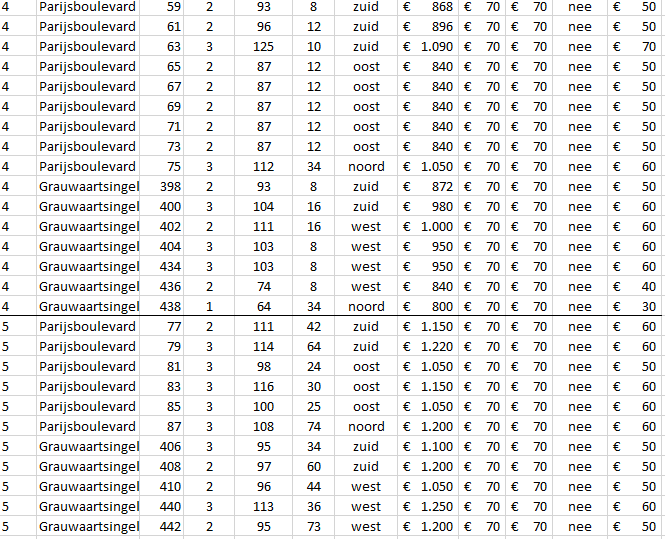 4 Parijsboulevard 59 2 93 8 zuid € 868 € 70 € 70 nee € 50
4 Parijsboulevard 61 2 96 12 zuid € 896 € 70 € 70 nee € 50
4 Parijsboulevard 63 3 125 10 zuid € 1.090 € 70 € 70 nee € 70
4 Parijsboulevard 65 2 87 12 oost € 840 € 70 € 70 nee € 50
4 Parijsboulevard 67 2 87 12 oost € 840 € 70 € 70 nee € 50
4 Parijsboulevard 69 2 87 12 oost € 840 € 70 € 70 nee € 50
4 Parijsboulevard 71 2 87 12 oost € 840 € 70 € 70 nee € 50
4 Parijsboulevard 73 2 87 12 oost € 840 € 70 € 70 nee € 50
4 Parijsboulevard 75 3 112 34 noord € 1.050 € 70 € 70 nee € 60
4 Grauwaartsingel 398 2 93 8 zuid € 872 € 70 € 70 nee € 50
4 Grauwaartsingel 400 3 104 16 zuid € 980 € 70 € 70 nee € 60
4 Grauwaartsingel 402 2 111 16 west € 1.000 € 70 € 70 nee € 60
4 Grauwaartsingel 404 3 103 8 west € 950 € 70 € 70 nee € 60
4 Grauwaartsingel 434 3 103 8 west € 950 € 70 € 70 nee € 60
4 Grauwaartsingel 436 2 74 8 west € 840 € 70 € 70 nee € 40
4 Grauwaartsingel 438 1 64 34 noord € 800 € 70 € 70 nee € 30
5 Parijsboulevard 77 2 111 42 zuid € 1.150 € 70 € 70 nee € 60
5 Parijsboulevard 79 3 114 64 zuid € 1.220 € 70 € 70 nee € 60
5 Parijsboulevard 81 3 98 24 oost € 1.050 € 70 € 70 nee € 50
5 Parijsboulevard 83 3 116 30 oost € 1.150 € 70 € 70 nee € 60
5 Parijsboulevard 85 3 100 25 oost € 1.050 € 70 € 70 nee € 60
5 Parijsboulevard 87 3 108 74 noord € 1.200 € 70 € 70 nee € 60
5 Grauwaartsingel 406 3 95 34 zuid € 1.100 € 70 € 70 nee € 50
5 Grauwaartsingel 408 2 97 60 zuid € 1.200 € 70 € 70 nee € 50
5 Grauwaartsingel 410 2 96 44 west € 1.050 € 70 € 70 nee € 50
5 Grauwaartsingel 440 3 113 36 west € 1.250 € 70 € 70 nee € 60
5 Grauwaartsingel 442 2 95 73 west € 1.200 € 70 € 70 nee € 50